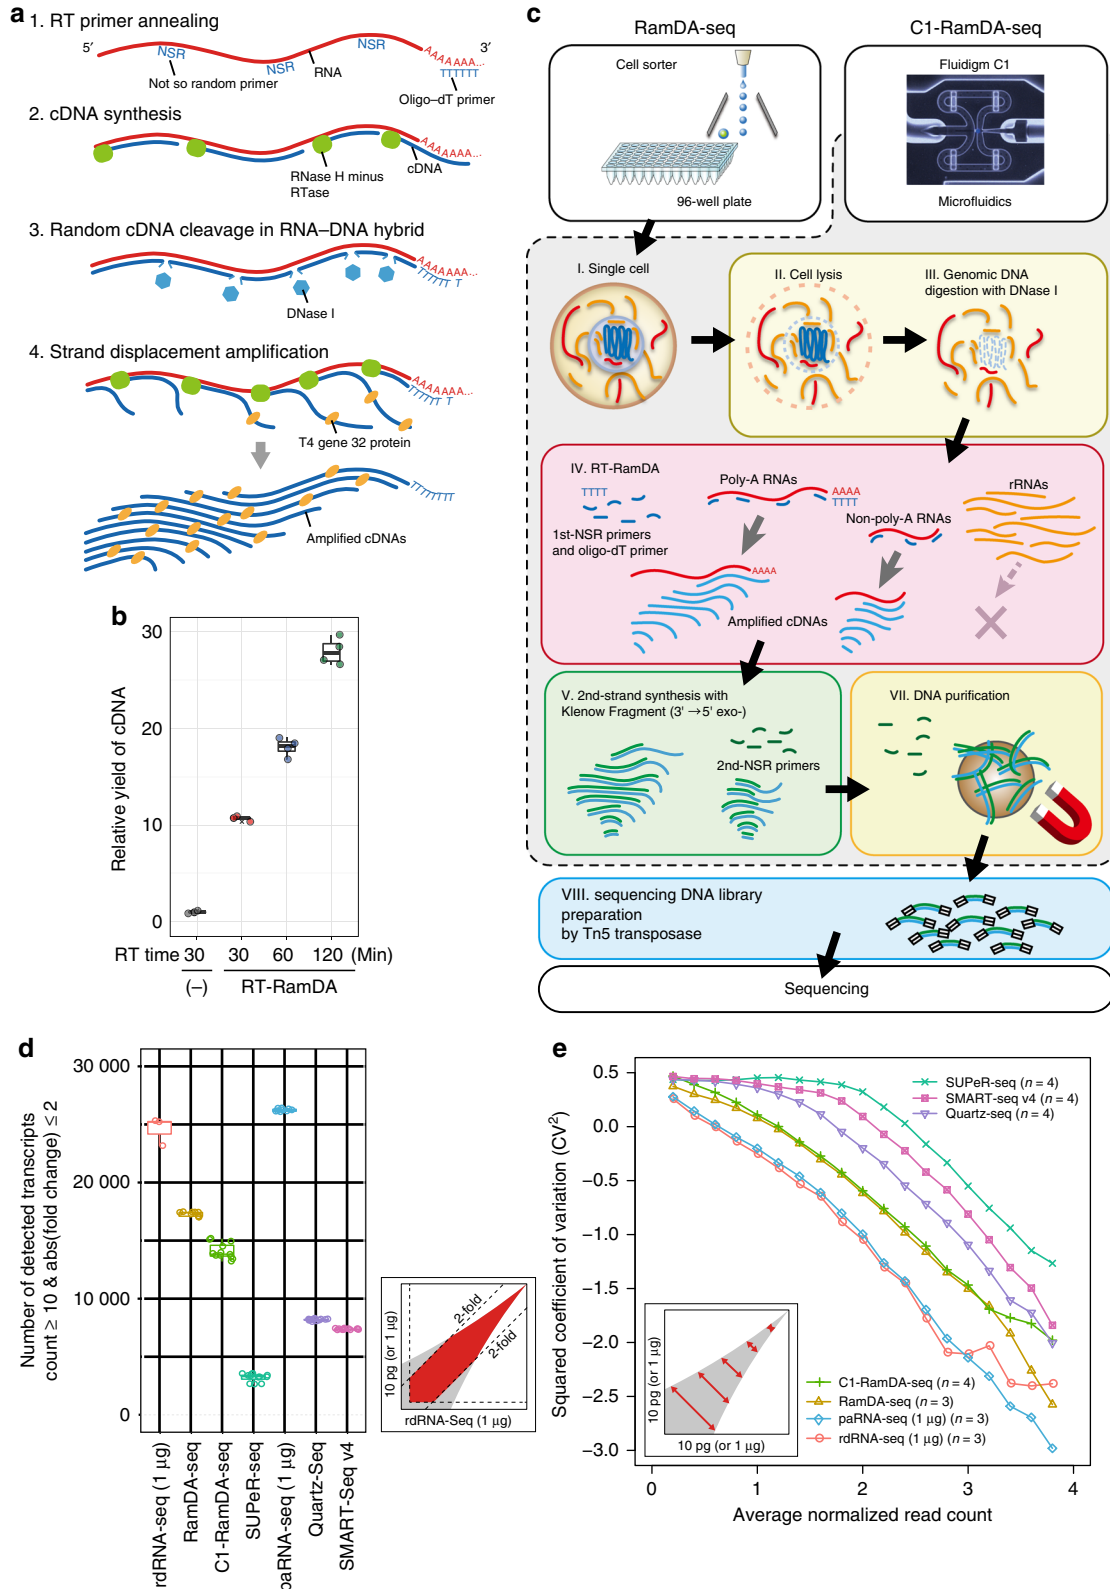 a
1. RT primer annealing
5′
NSR
NSR
NSR
AAAAAAA...
3′
TTTTTT
Not so random primer
RNA
Oligo–dT primer
2. cDNA synthesis
AAAAAAA...
RNase H minus
RTase
cDNA
3. Random cDNA cleavage in RNA–DNA hybrid
AAAAAAA...
TTTTT T
DNase I
4. Strand displacement amplification
AAAAAAA...
TTTTT T
T4 gene 32 protein
Amplified cDNAs
b
Relative yield of cDNA
30
20
10
0
RT time 30 30 60 120 (Min)
(–) RT-RamDA
c
RamDA-seq
C1-RamDA-seq
Cell sorter
96-well plate
Fluidigm C1
Microfluidics
I. Single cell
II. Cell lysis
III. Genomic DNA
digestion with DNase I
IV. RT-RamDA
TTTT
1st-NSR primers
and oligo-dT primer
Poly-A RNAs
AAAA
TTTT
Non-poly-A RNAs
rRNAs
AAAA
Amplified cDNAs
V. 2nd-strand synthesis with
Klenow Fragment (3' →5' exo-)
2nd-NSR primers
VII. DNA purification
VIII. sequencing DNA library
preparation
by Tn5 transposase
Sequencing
d
Number of detected transcripts
count ≥ 10 & abs(fold change) ≤ 2
30 000
20 000
10 000
0
rdRNA-seq (1 µg)
RamDA-seq
C1-RamDA-seq
SUPeR-seq
paRNA-seq (1 µg)
Quartz-Seq
SMART-Seq v4
10 pg (or 1 µg)
2-fold
2-fold
rdRNA-Seq (1 µg)
e
Squared coefficient of variation (CV²)
0.5
0.0
−0.5
−1.0
−1.5
−2.0
−2.5
−3.0
SUPeR-seq (n = 4)
SMART-seq v4 (n = 4)
Quartz-seq (n = 4)
10 pg (or 1 µg)
10 pg (or 1 µg)
C1-RamDA-seq (n = 4)
RamDA-seq (n = 3)
paRNA-seq (1 µg) (n = 3)
rdRNA-seq (1 µg) (n = 3)
0 1 2 3 4
Average normalized read count